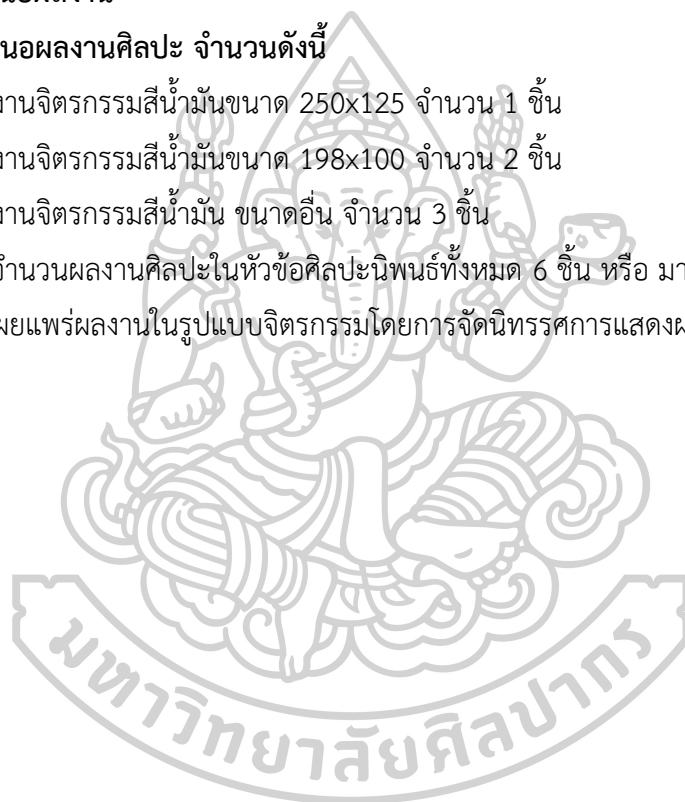 นอผลงานศิลปะ จำนวนดังนี้
งานจิตรกรรมสีน้ำมันขนาด 250x125 จำนวน 1 ชิ้น
งานจิตรกรรมสีน้ำมันขนาด 198x100 จำนวน 2 ชิ้น
งานจิตรกรรมสีน้ำมัน ขนาดอื่น จำนวน 3 ชิ้น
จำนวนผลงานศิลปะในหัวข้อศิลปะนิพนธ์ทั้งหมด 6 ชิ้น หรือ มา
ผยแพร่ผลงานในรูปแบบจิตรกรรมโดยการจัดนิทรรศการแสดงผ
มหาวิทยาลัยศิลปากร